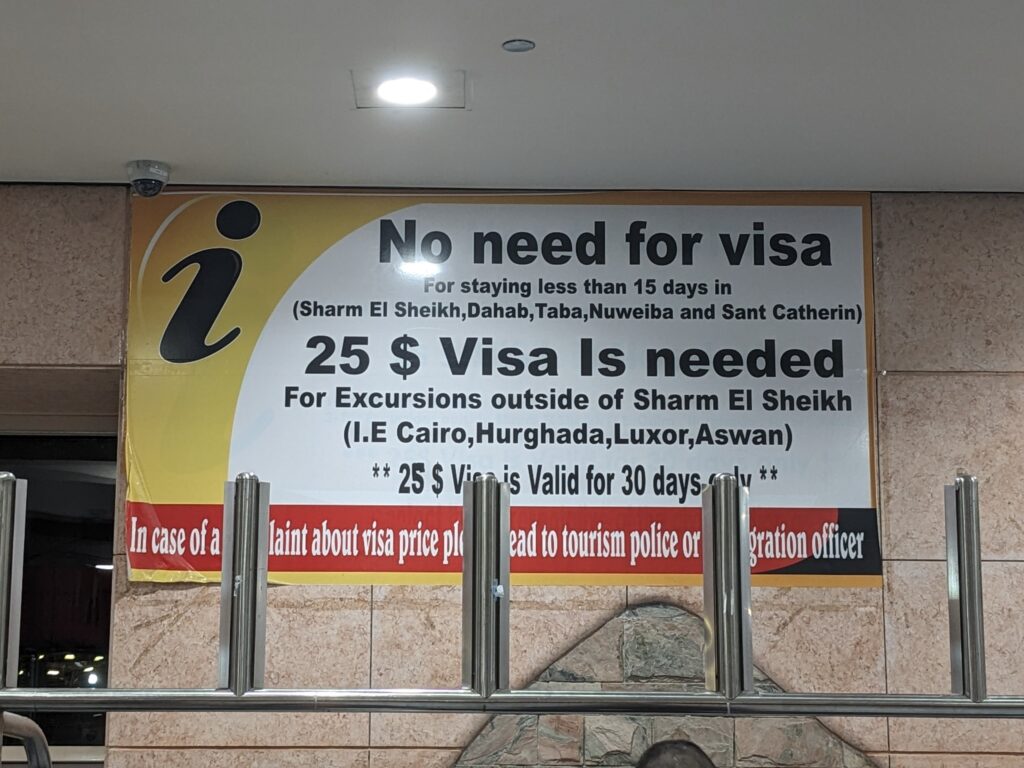 i
No need for visa
For staying less than 15 days in
(Sharm El Sheikh,Dahab,Taba,Nuweiba and Sant Catherin)
25 $ Visa Is needed
For Excursions outside of Sharm El Sheikh
(I.E Cairo,Hurghada,Luxor,Aswan)
** 25 $ Visa is Valid for 30 days only **
In case of a about visa price to tourism police or officer